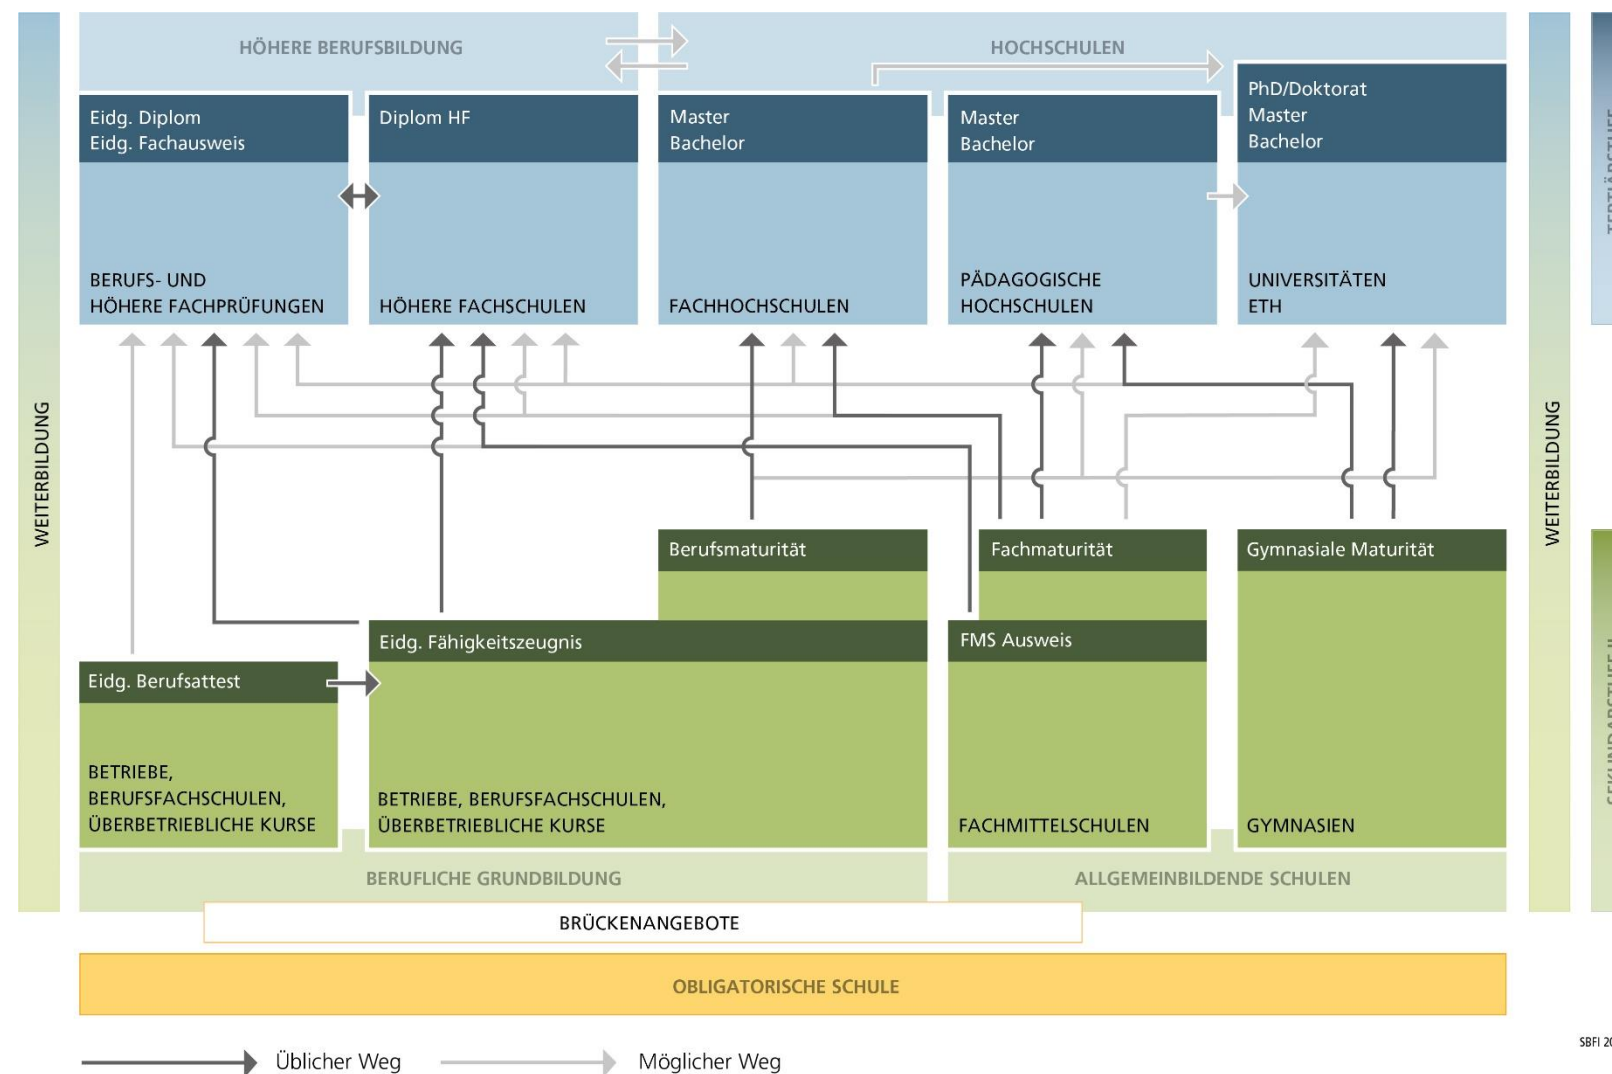 HÖHERE BERUFSBILDUNG
HOCHSCHULEN
Eidg. Diplom
Eidg. Fachausweis
Diplom HF
Master
Bachelor
Master
Bachelor
PhD/Doktorat
Master
Bachelor
BERUFS- UND
HÖHERE FACHPRÜFUNGEN
HÖHERE FACHSCHULEN
FACHHOCHSCHULEN
PÄDAGOGISCHE
HOCHSCHULEN
UNIVERSITÄTEN
ETH
WEITERBILDUNG
WEITERBILDUNG
Berufsmaturität
Fachmaturität
Gymnasiale Maturität
Eidg. Fähigkeitszeugnis
FMS Ausweis
Eidg. Berufsattest
BETRIEBE,
BERUFSFACHSCHULEN,
ÜBERBETRIEBLICHE KURSE
BETRIEBE, BERUFSFACHSCHULEN,
ÜBERBETRIEBLICHE KURSE
FACHMITTELSCHULEN
GYMNASIEN
BERUFLICHE GRUNDBILDUNG
ALLGEMEINBILDENDE SCHULEN
BRÜCKENANGEBOTE
OBLIGATORISCHE SCHULE
SBFI 20
Üblicher Weg
Möglicher Weg